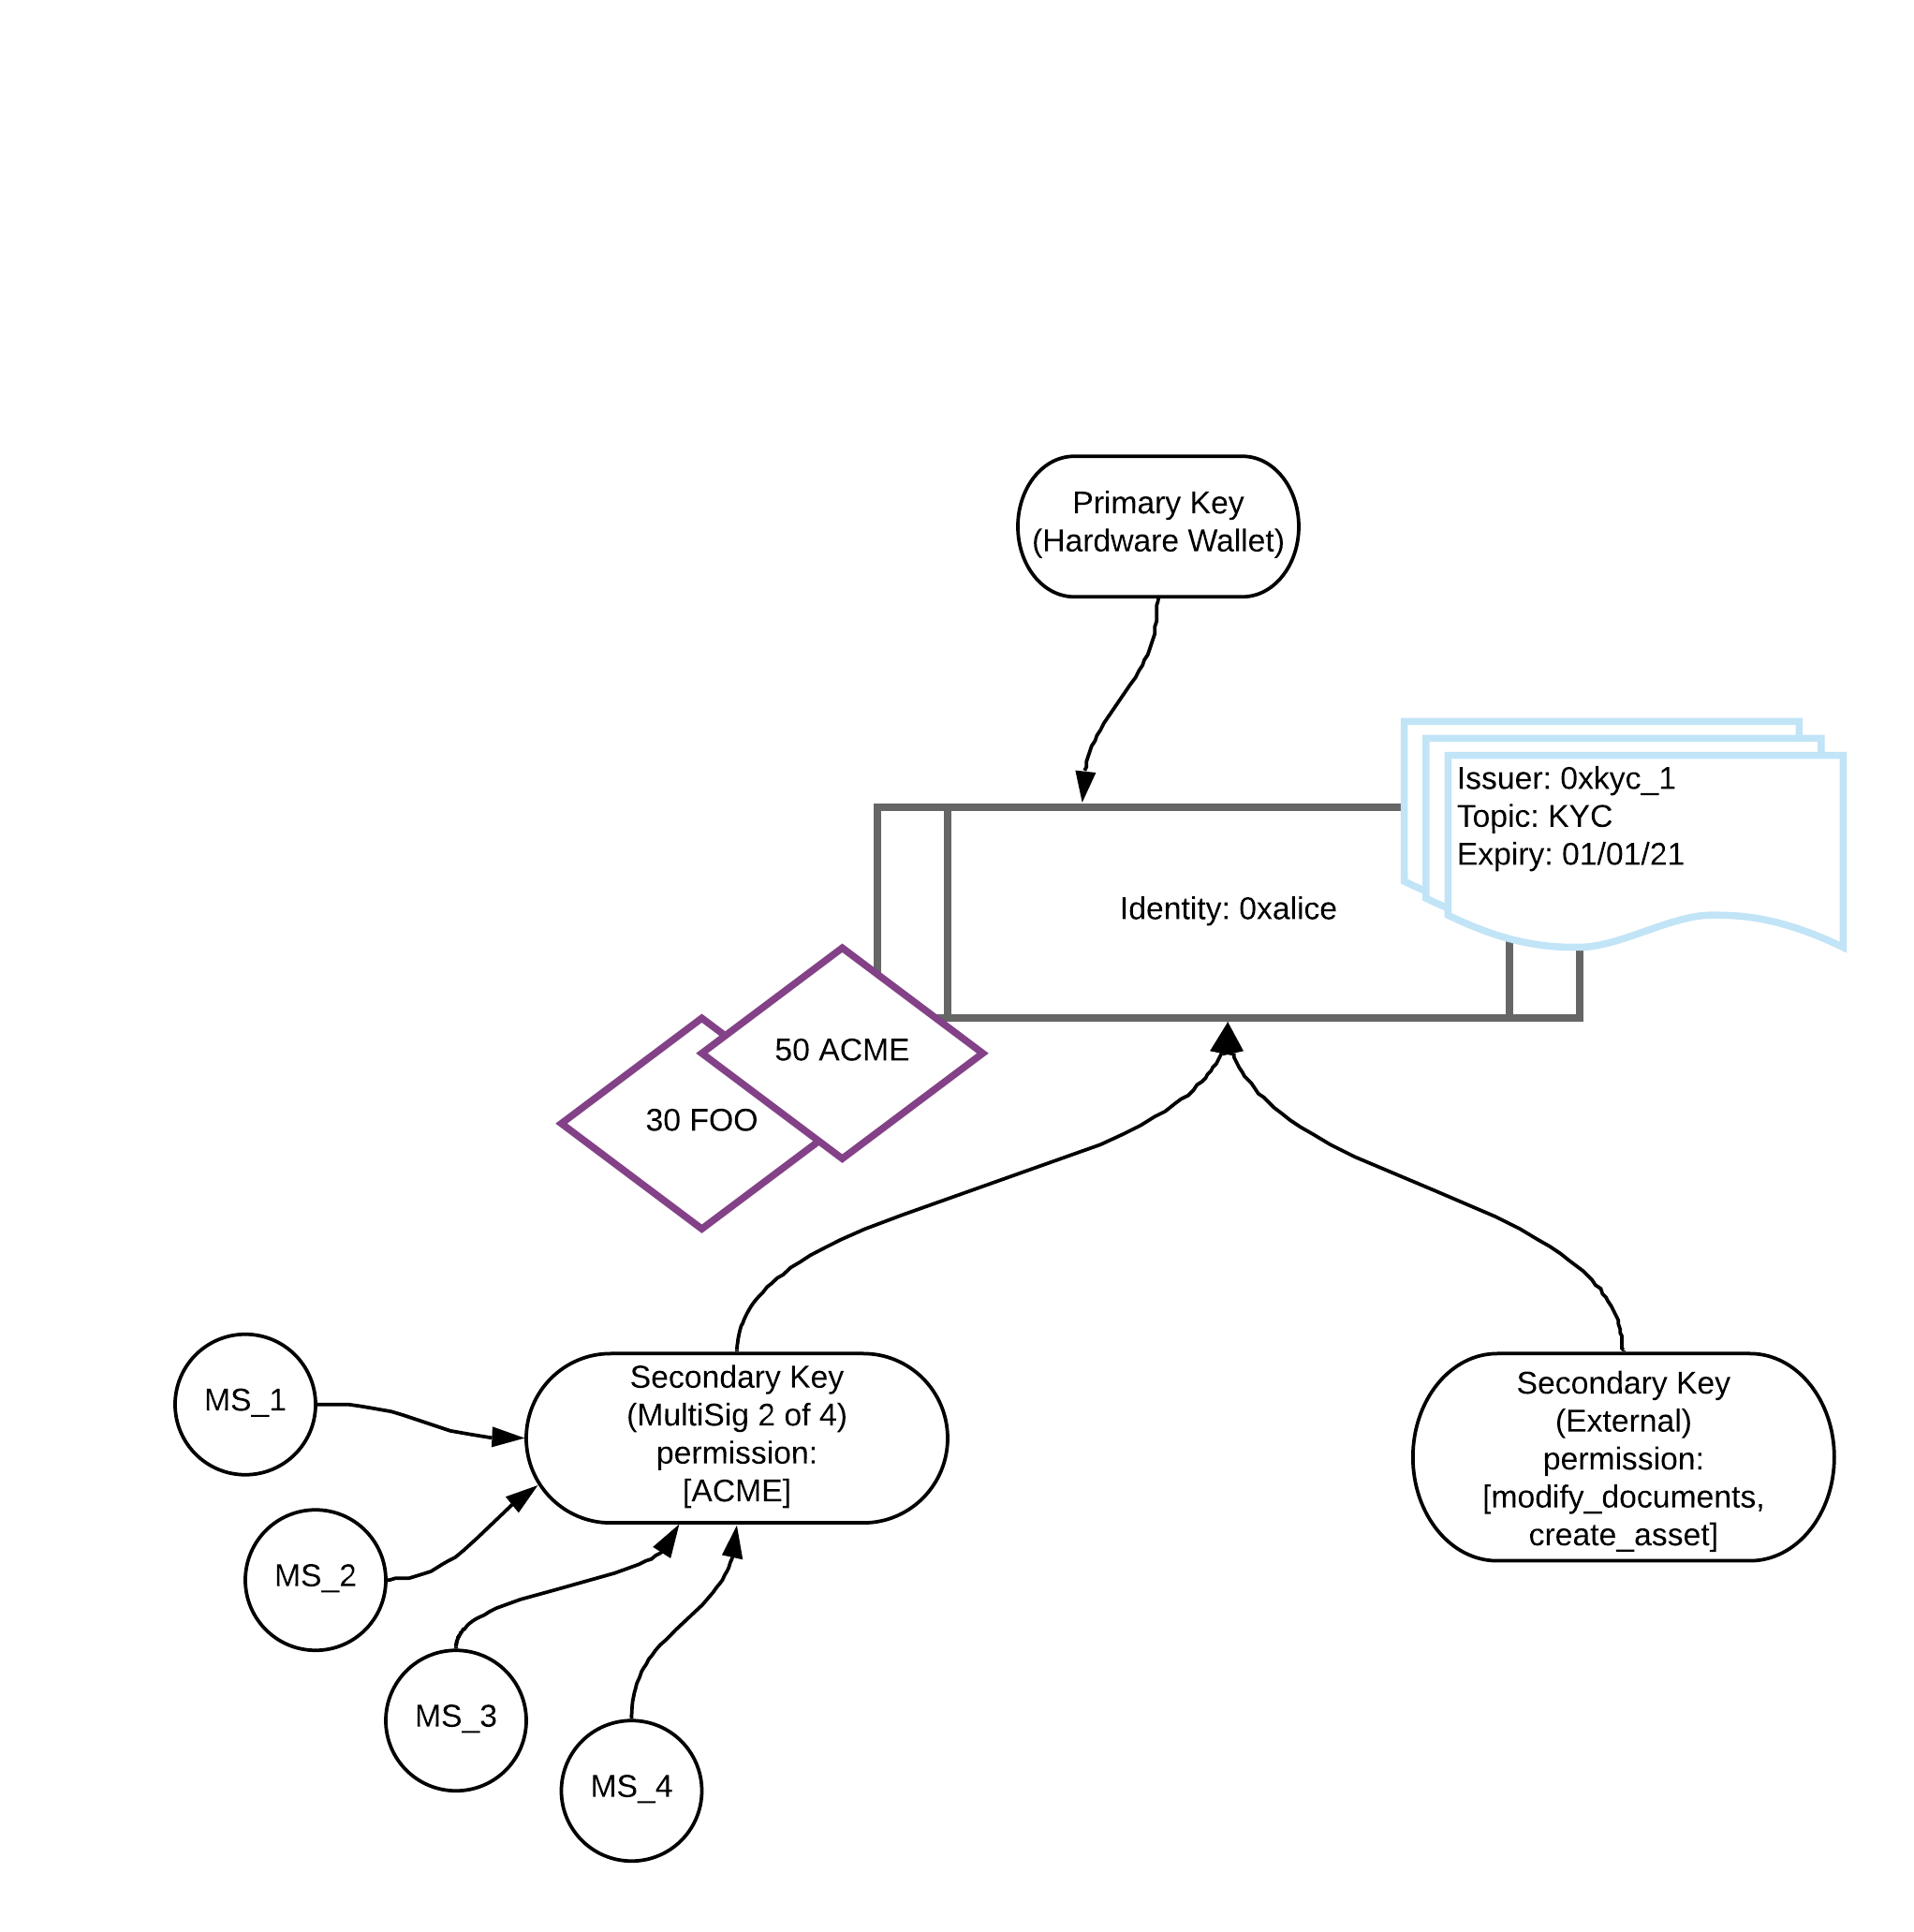 Primary Key
(Hardware Wallet)
Issuer: 0xkyc_1
Topic: KYC
Expiry: 01/01/21
Identity: 0xalice
50 ACME
30 FOO
Secondary Key
(MultiSig 2 of 4)
permission:
[ACME]
Secondary Key
(External)
permission:
[modify_documents,
create_asset]
MS_1
MS_2
MS_3
MS_4